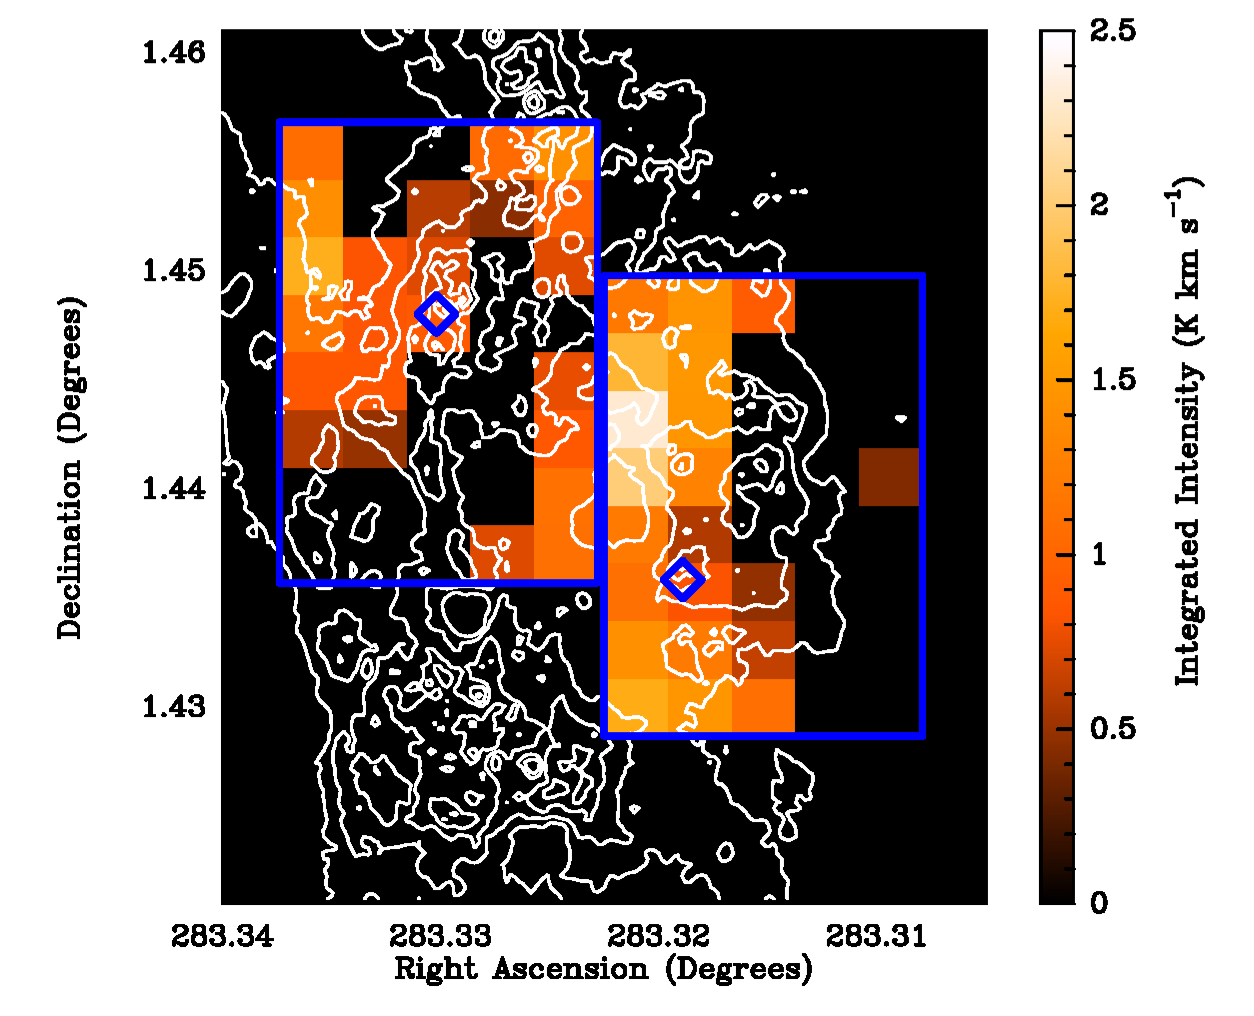 1.46
1.45
1.44
1.43
Declination (Degrees)
283.34 283.33 283.32 283.31
Right Ascension (Degrees)
2.5
2
1.5
1
0.5
0
Integrated Intensity (K km s⁻¹)